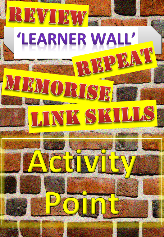 REVIEW
'LEARNER WALL'
REPEAT
MEMORISE
LINK SKILLS
Activity
Point